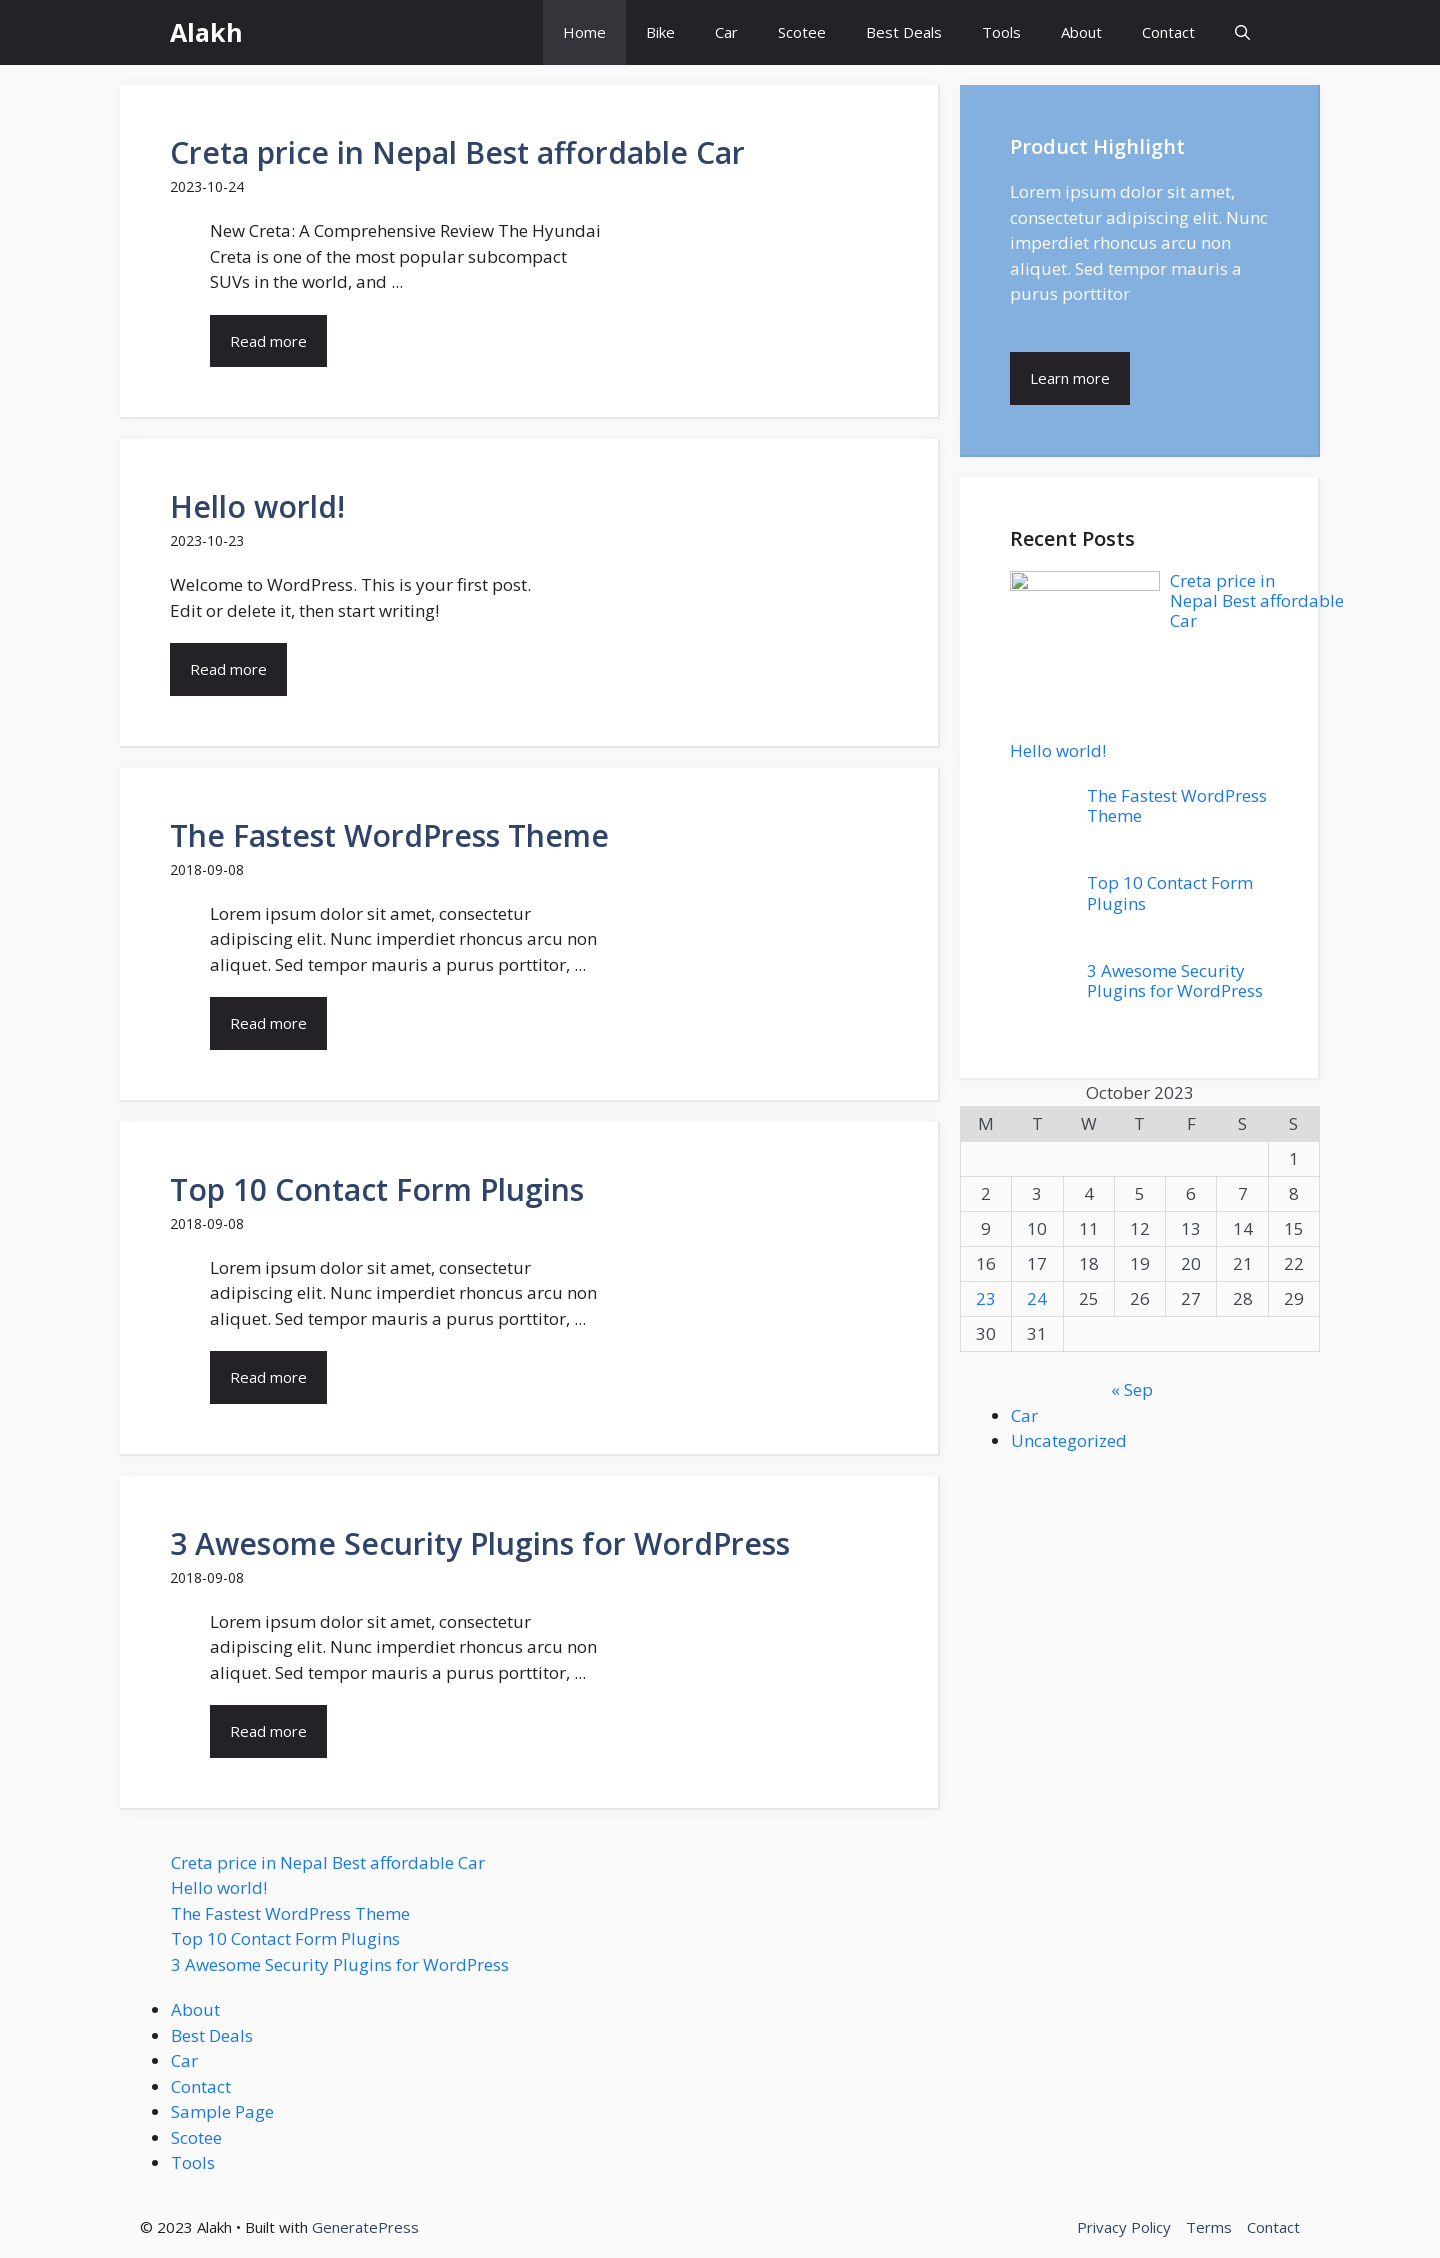 Alakh
Home Bike Car Scotee Best Deals Tools About Contact
Creta price in Nepal Best affordable Car
2023-10-24
New Creta: A Comprehensive Review The Hyundai
Creta is one of the most popular subcompact
SUVs in the world, and ...
Read more
Hello world!
2023-10-23
Welcome to WordPress. This is your first post.
Edit or delete it, then start writing!
Read more
The Fastest WordPress Theme
2018-09-08
Lorem ipsum dolor sit amet, consectetur
adipiscing elit. Nunc imperdiet rhoncus arcu non
aliquet. Sed tempor mauris a purus porttitor, ...
Read more
Top 10 Contact Form Plugins
2018-09-08
Lorem ipsum dolor sit amet, consectetur
adipiscing elit. Nunc imperdiet rhoncus arcu non
aliquet. Sed tempor mauris a purus porttitor, ...
Read more
3 Awesome Security Plugins for WordPress
2018-09-08
Lorem ipsum dolor sit amet, consectetur
adipiscing elit. Nunc imperdiet rhoncus arcu non
aliquet. Sed tempor mauris a purus porttitor, ...
Read more
Product Highlight
Lorem ipsum dolor sit amet,
consectetur adipiscing elit. Nunc
imperdiet rhoncus arcu non
aliquet. Sed tempor mauris a
purus porttitor
Learn more
Recent Posts
Creta price in
Nepal Best affordable
Car
Hello world!
The Fastest WordPress
Theme
Top 10 Contact Form
Plugins
3 Awesome Security
Plugins for WordPress
October 2023
M T W T F S S
1
2 3 4 5 6 7 8
9 10 11 12 13 14 15
16 17 18 19 20 21 22
23 24 25 26 27 28 29
30 31
« Sep
Car
Uncategorized
Creta price in Nepal Best affordable Car
Hello world!
The Fastest WordPress Theme
Top 10 Contact Form Plugins
3 Awesome Security Plugins for WordPress
About
Best Deals
Car
Contact
Sample Page
Scotee
Tools
© 2023 Alakh • Built with GeneratePress
Privacy Policy Terms Contact